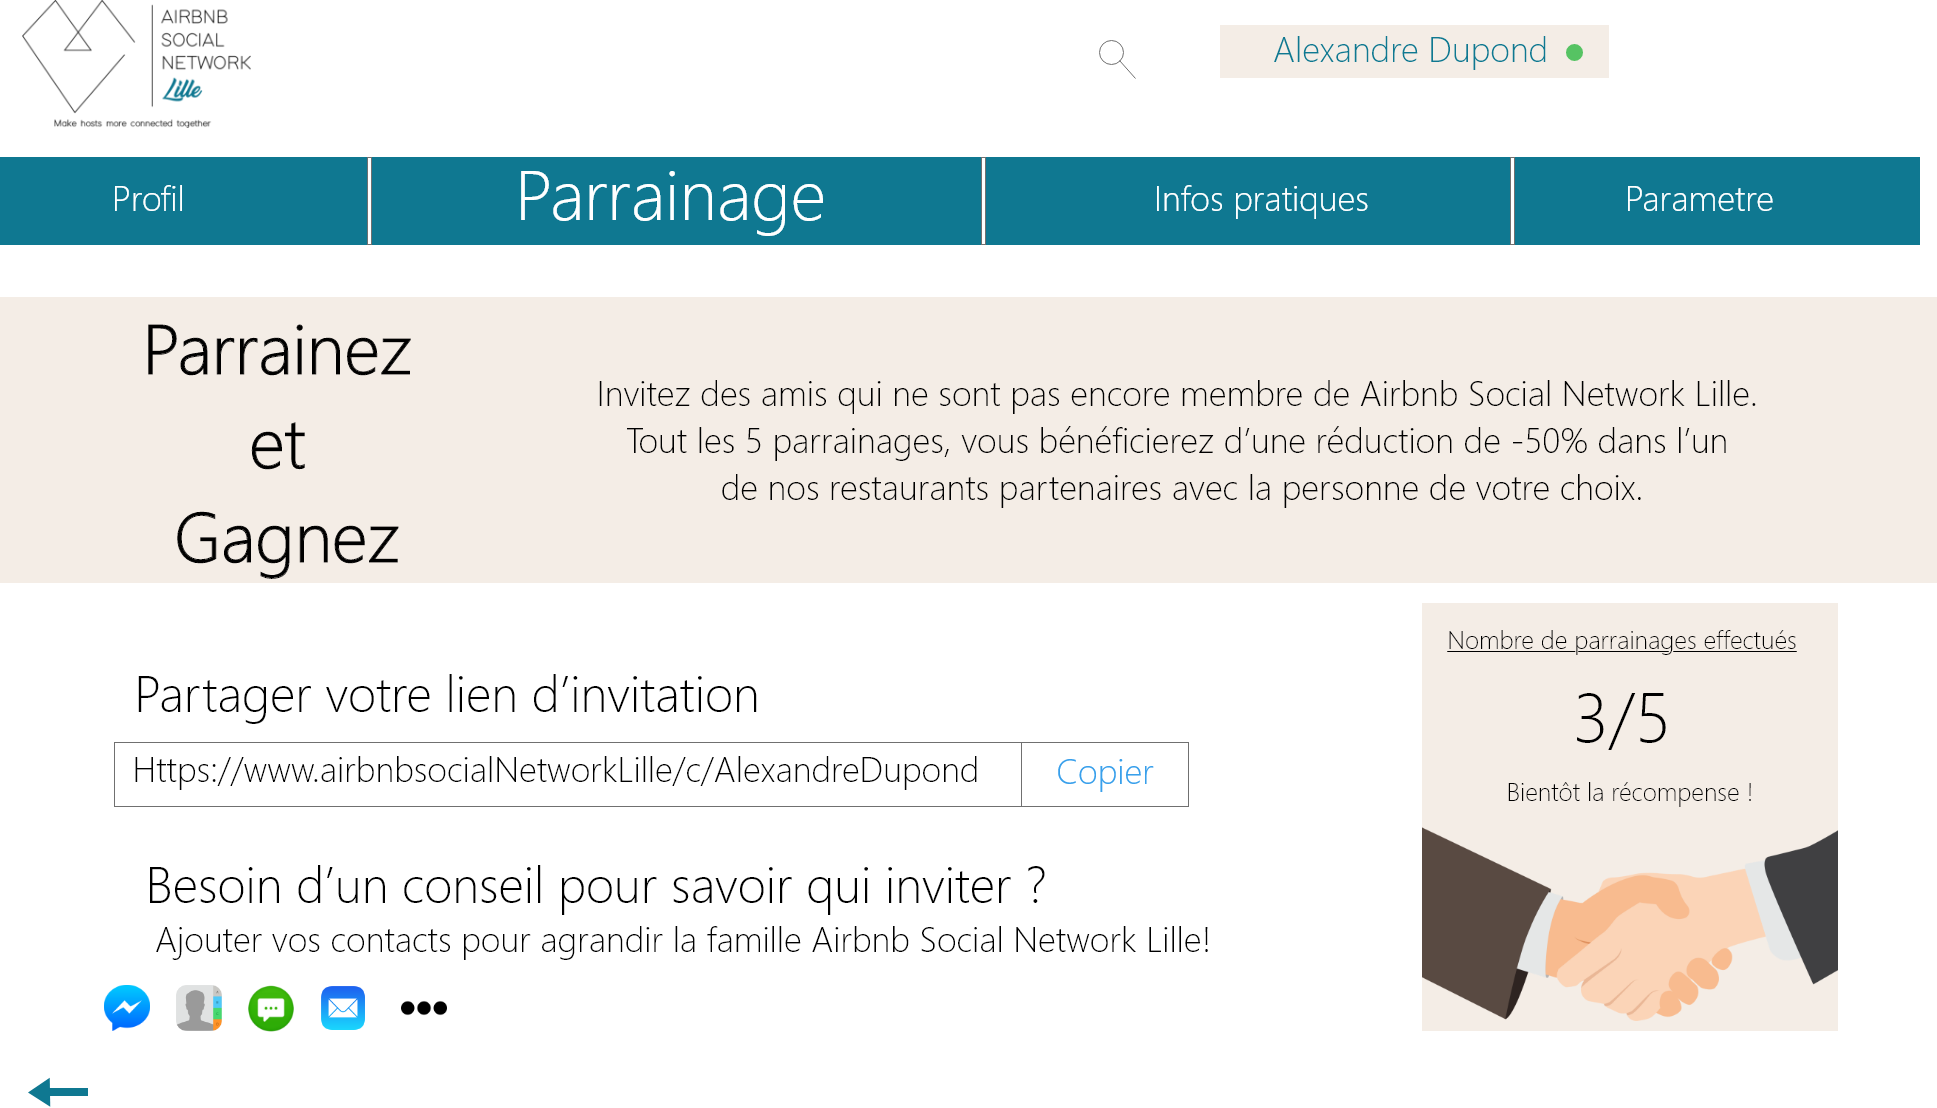 AIRBNB
SOCIAL
NETWORK
Lille
Make hosts more connected together
Alexandre Dupond
Profil
Parrainage
Infos pratiques
Parametre
Parrainez
et
Gagnez
Invitez des amis qui ne sont pas encore membre de Airbnb Social Network Lille.
Tout les 5 parrainages, vous bénéficierez d’une réduction de -50% dans l’un
de nos restaurants partenaires avec la personne de votre choix.
Partager votre lien d’invitation
Https://www.airbnbsocialNetworkLille/c/AlexandreDupond
Copier
Besoin d’un conseil pour savoir qui inviter ?
Ajouter vos contacts pour agrandir la famille Airbnb Social Network Lille!
Nombre de parrainages effectués
3/5
Bientôt la récompense !